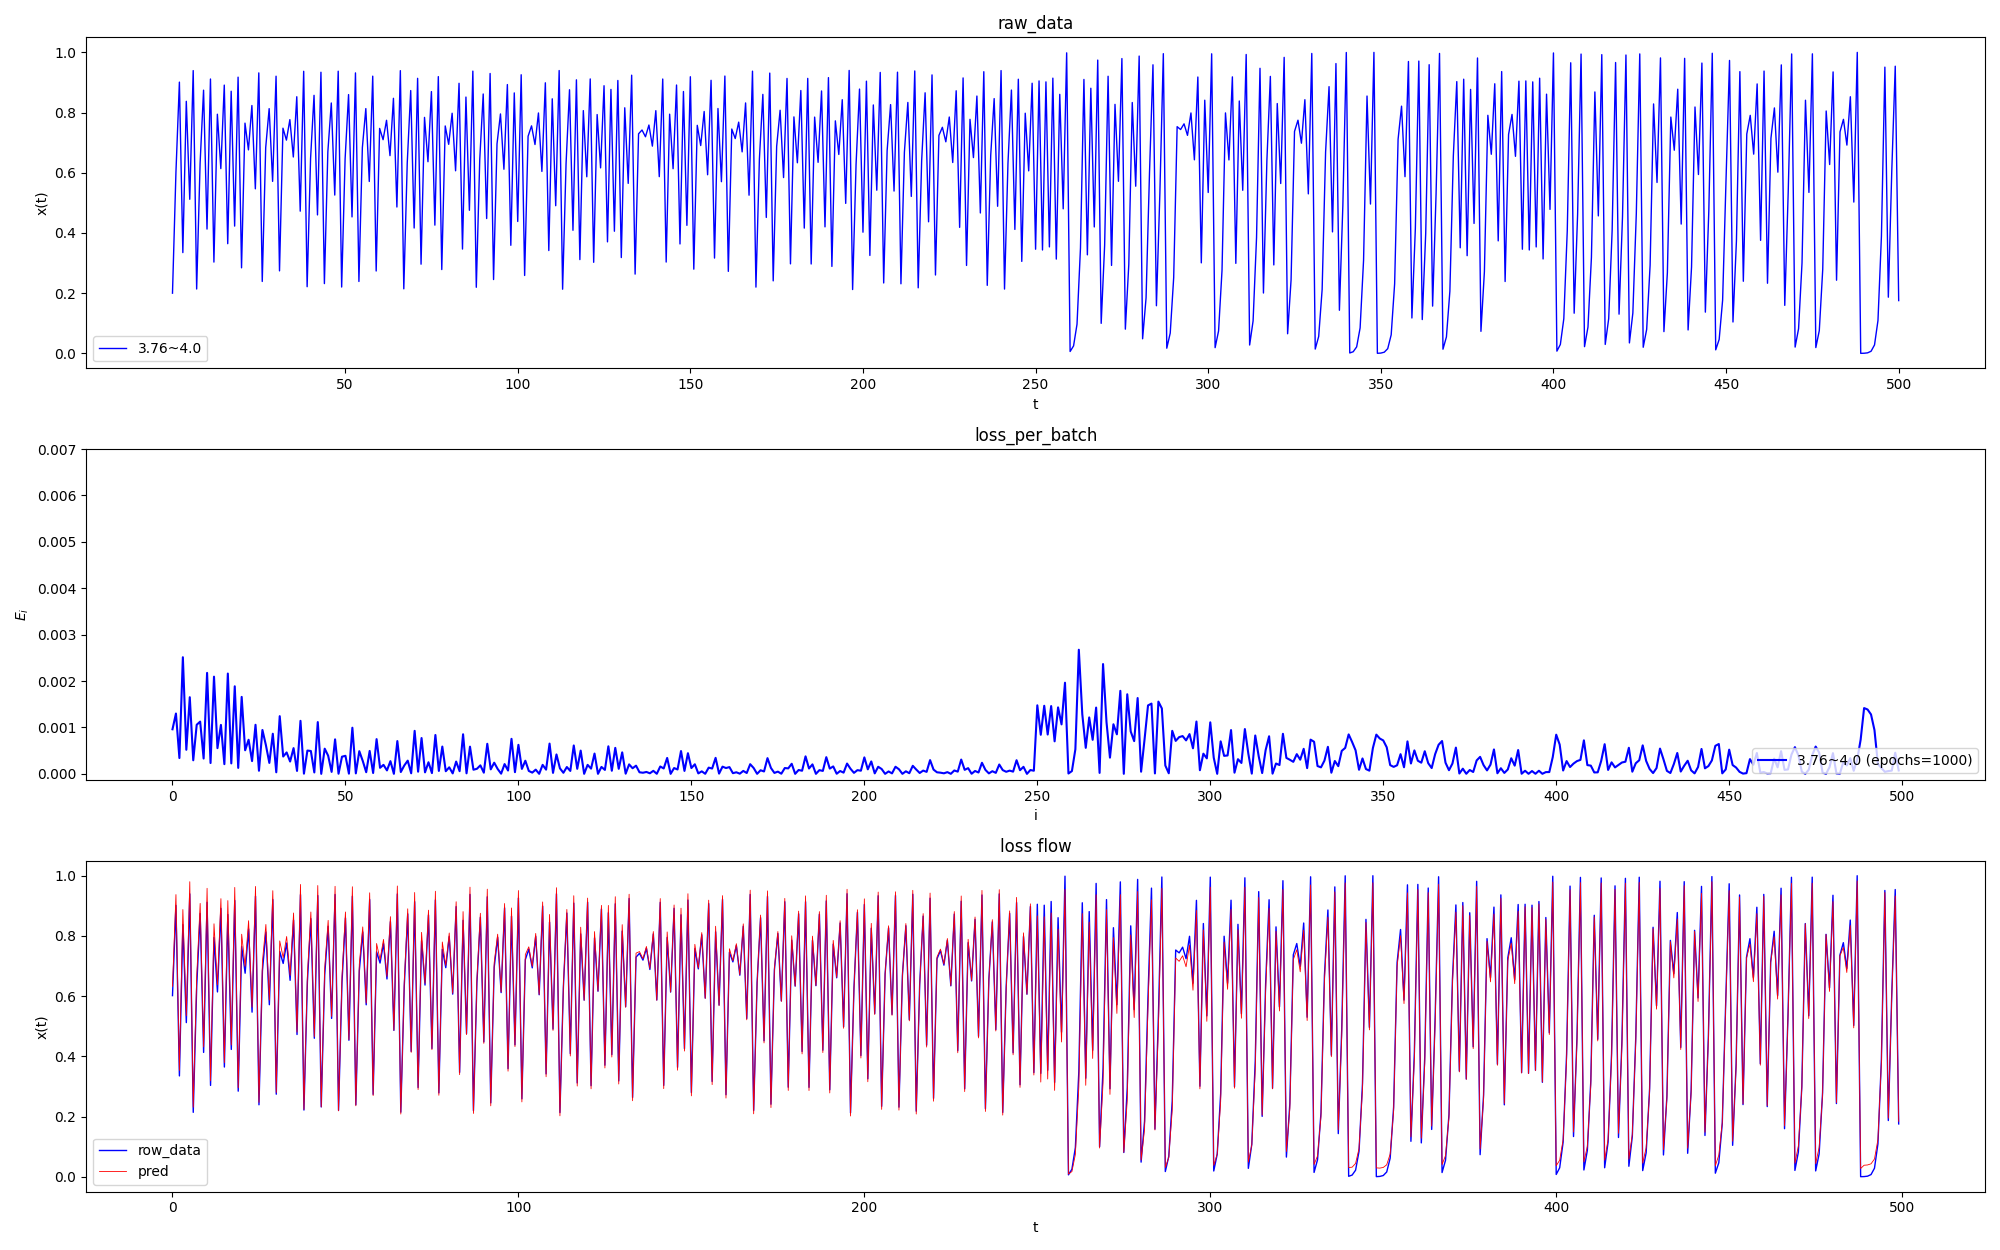 raw_data
1.0
0.8
0.6
0.4
0.2
0.0
x(t)
3.76~4.0
50 100 150 200 250 300 350 400 450 500
t
loss_per_batch
0.007
0.006
0.005
0.004
0.003
0.002
0.001
0.000
E_i
3.76~4.0 (epochs=1000)
0 50 100 150 200 250 300 350 400 450 500
i
loss flow
1.0
0.8
0.6
0.4
0.2
0.0
x(t)
row_data
pred
0 100 200 300 400 500
t